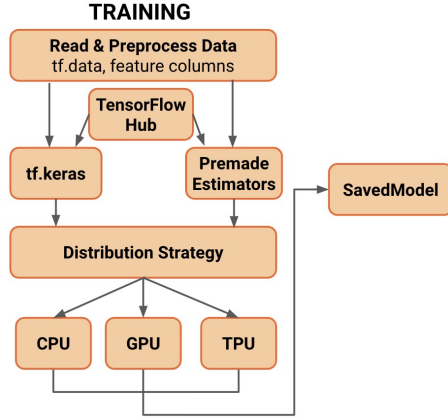 TRAINING
Read & Preprocess Data
tf.data, feature columns
TensorFlow
Hub
tf.keras
Premade
Estimators
SavedModel
Distribution Strategy
CPU
GPU
TPU